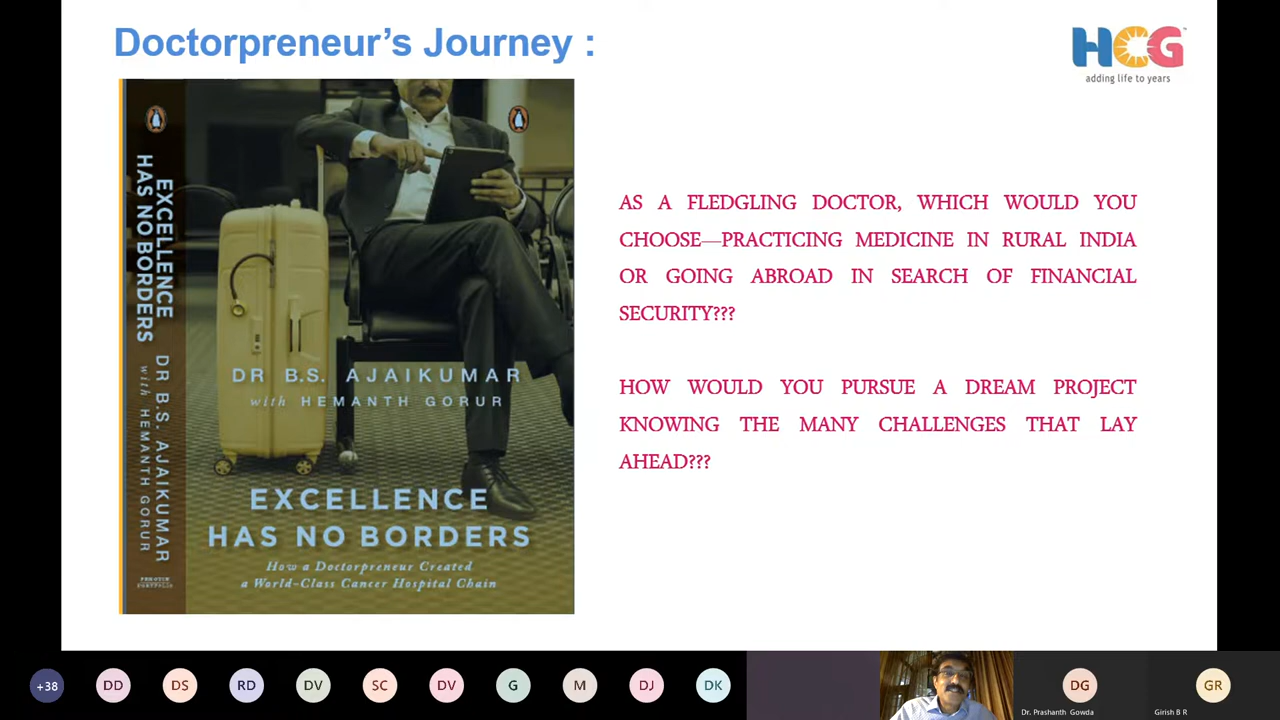 Doctorpreneur's Journey :
HCG
adding life to years
EXCELLENCE
HAS NO BORDERS
DR B.S. AJAIKUMAR
with HEMANTH GORUR
PENGUIN
PORTFOLIO
DR B.S. AJAIKUMAR
with HEMANTH GORUR
EXCELLENCE
HAS NO BORDERS
How a Doctorpreneur Created
a World-Class Cancer Hospital Chain
AS A FLEDGLING DOCTOR, WHICH WOULD YOU
CHOOSE—PRACTICING MEDICINE IN RURAL INDIA
OR GOING ABROAD IN SEARCH OF FINANCIAL
SECURITY???
HOW WOULD YOU PURSUE A DREAM PROJECT
KNOWING THE MANY CHALLENGES THAT LAY
AHEAD???
+38
DD
DS
RD
DV
SC
DV
G
M
DJ
DK
DG
Dr. Prashanth Gowda
GR
Girish B R